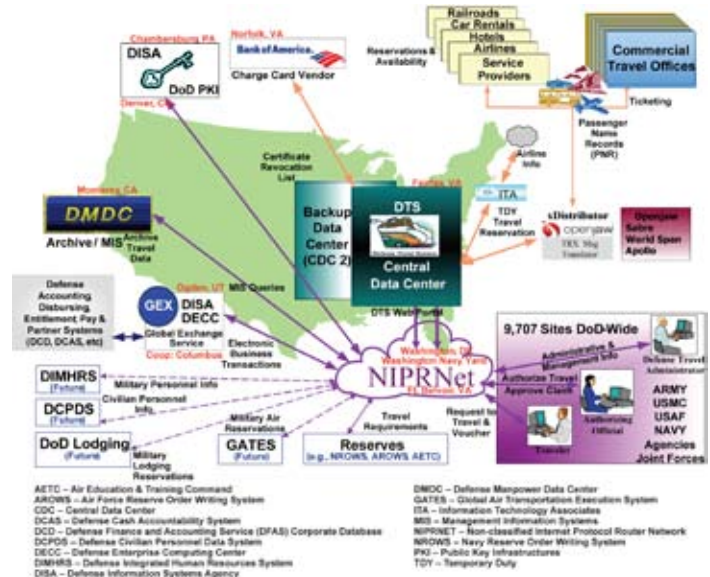 Chambersburg, PA
DISA
DoD PKI
Denver, C
Norfolk, VA
Bank of America
Charge Card Vendor
Reservations &
Availability
Railroads
Car Rentals
Hotels
Airlines
Service
Providers
Commercial
Travel Offices
Ticketing
Passenger
Name
Records
(PNR)
Airline
Info
Certificate
Revocation
List
Fairfax, VA
ITA
TDY
Travel
Reservation
xDistributor
openjaw
TRX Msg
Translator
Openjaw
Sabre
World Span
Apollo
Monterey, CA
DMDC
Archive / MIS
Archive
Travel
Data
Backup
Data
Center
(CDC 2)
DTS
Central
Data Center
DTS Web Portal
Defense
Accounting,
Disbursing,
Entitlement, Pay &
Partner Systems
(DCD, DCAS, etc)
Ogden, UT
MIS Queries
GEX
DISA
DECC
Global Exchange
Service
Coop: Columbus
Electronic
Business
Transactions
Washington, DC
Washington Navy Yard
NIPRNet
Ft. Belvoir, VA
9,707 Sites DoD-Wide
Administrative &
Management Info
Defense Travel
Administrator
Authorize Travel
Approve Claim
Authorizing
Official
Traveler
ARMY
USMC
USAF
NAVY
Agencies
Joint Forces
Request for
Travel &
Voucher
DIMHRS
(Future)
Military Personnel Info
DCPDS
(Future)
Civilian Personnel
Info
DoD Lodging
(Future)
Military
Lodging
Reservations
Military Air
Reservations
GATES
(Future)
Travel
Requirements
Reserves
(e.g., NROWS, AROWS, AETC)
AETC – Air Education & Training Command
AROWS – Air Force Reserve Order Writing System
CDC – Central Data Center
DCAS – Defense Cash Accountability System
DCD – Defense Finance and Accounting Service (DFAS) Corporate Database
DCPDS – Defense Civilian Personnel Data System
DECC – Defense Enterprise Computing Center
DIMHRS – Defense Integrated Human Resources System
DISA – Defense Information Systems Agency
DMDC – Defense Manpower Data Center
GATES – Global Air Transportation Execution System
ITA – Information Technology Associates
MIS – Management Information Systems
NIPRNET – Non-classified Internet Protocol Router Network
NROWS – Navy Reserve Order Writing System
PKI – Public Key Infrastructures
TDY – Temporary Duty